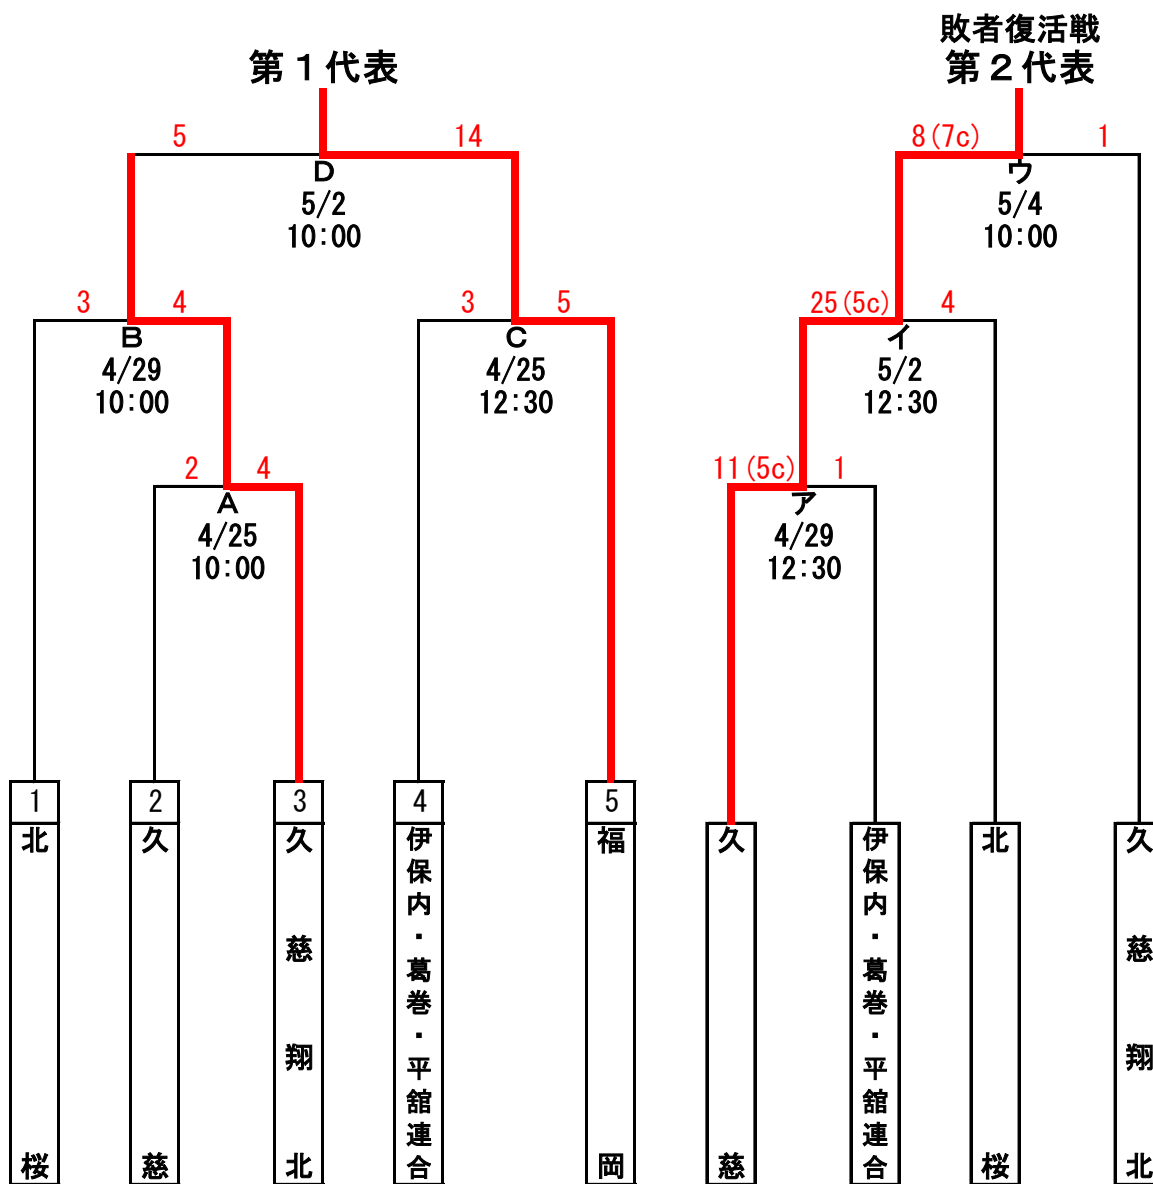 第１代表
5 14
D
5/2
10:00
3 4
B
4/29
10:00
3 5
C
4/25
12:30
2 4
A
4/25
10:00
1 北桜
2 久慈
3 久慈翔北
4 伊保内・葛巻・平舘連合
5 福岡
敗者復活戦
第２代表
8(7c) 1
ウ
5/4
10:00
25(5c) 4
イ
5/2
12:30
11(5c) 1
ア
4/29
12:30
久慈
伊保内・葛巻・平舘連合
北桜
久慈翔北